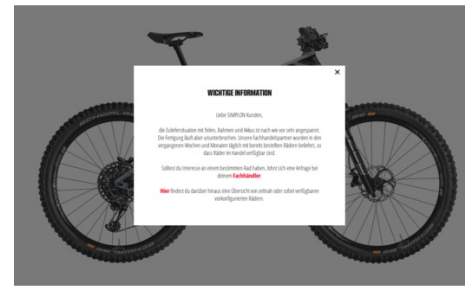 WICHTIGE INFORMATION
Liebe SIMPLON Kunden,
die Zuliefersituation mit Teilen, Rahmen und Akkus ist nach wie vor sehr angespannt.
Die Fertigung läuft aber ununterbrochen. Unsere Fachhandelspartner wurden in den
vergangenen Wochen und Monaten täglich mit bereits bestellten Rädern beliefert, so
dass Räder im Handel verfügbar sind.
Solltest du Interesse an einem bestimmten Rad haben, lohnt sich eine Anfrage bei
deinem Fachhändler.
Hier findest du darüber hinaus eine Übersicht von zeitnah oder sofort verfügbaren
vorkonfigurierten Rädern.